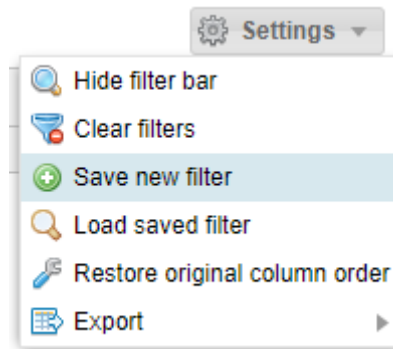 Settings
Hide filter bar
Clear filters
Save new filter
Load saved filter
Restore original column order
Export